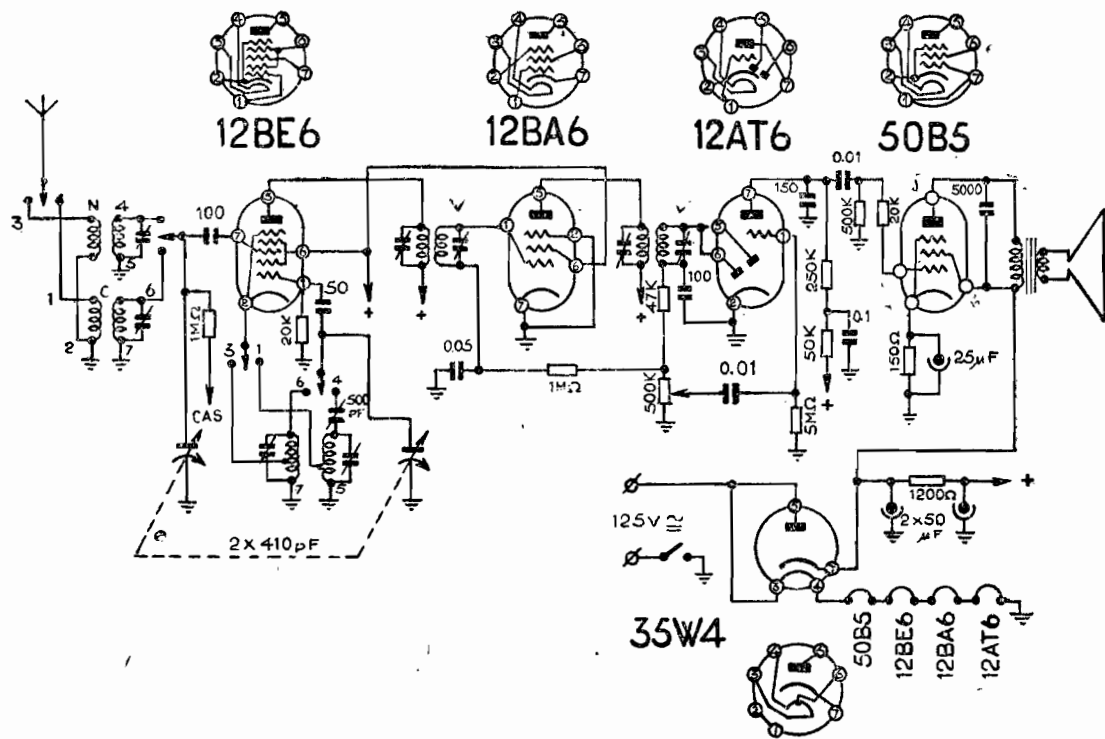 12BE6
12BA6
12AT6
50B5
3
4
N
4
5
1
2
C
6
7
100
1MΩ
CAS
20K
50
3
1
6
4
500
PF
7
5
2 x 410pF
0.05
1MΩ
47K
100
500K
0.01
5MΩ
150
250K
50K
0.1
0.01
500K
20K
5000
150Ω
25µF
+
+
+
+
+
125V
1200Ω
2x50
µF
35W4
50B5
12BE6
12BA6
12AT6